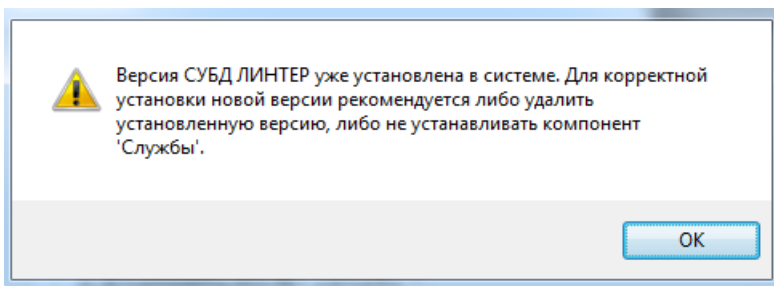 Версия СУБД ЛИНТЕР уже установлена в системе. Для корректной
установки новой версии рекомендуется либо удалить
установленную версию, либо не устанавливать компонент
'Службы'.
OK